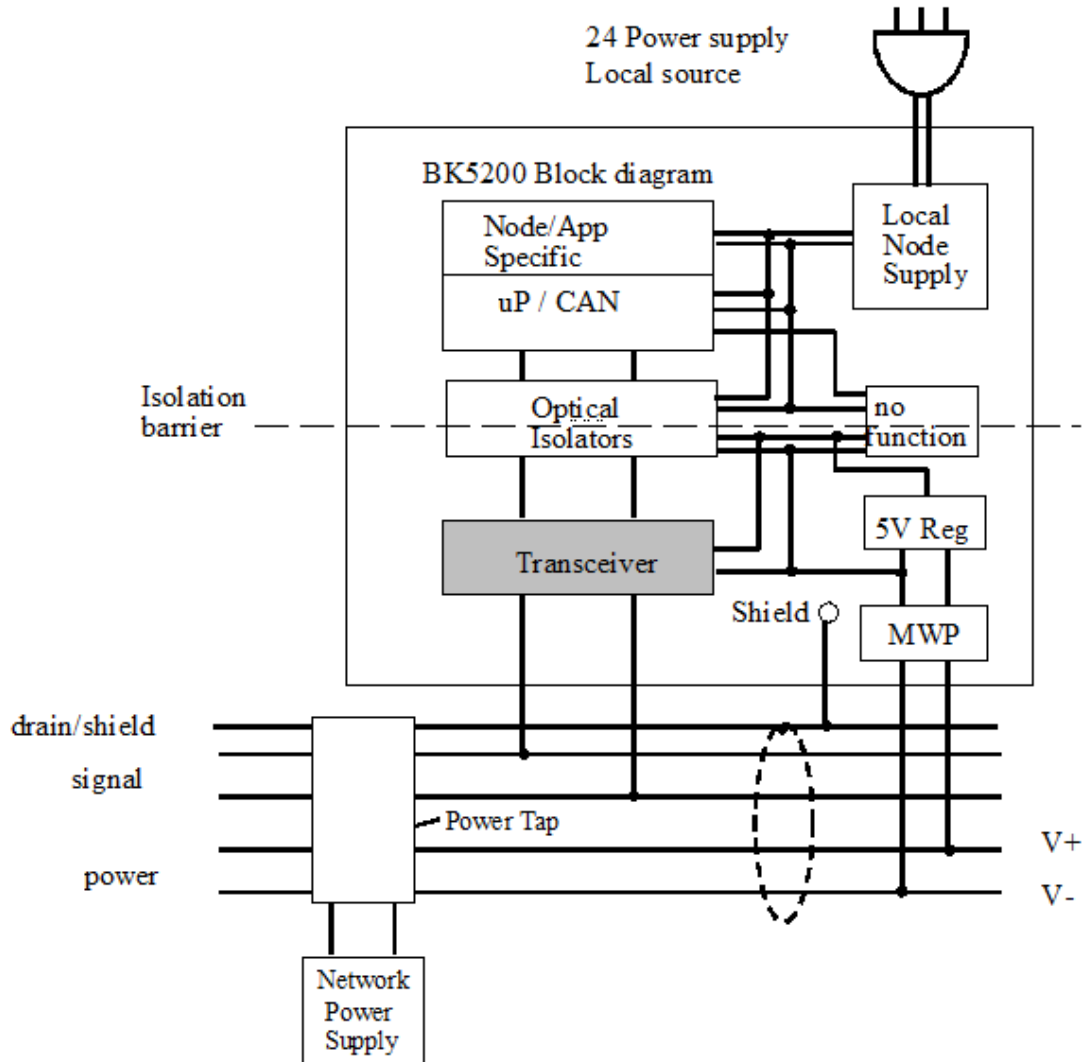 24 Power supply
Local source
BK5200 Block diagram
Node/App
Specific
Local
Node
Supply
uP / CAN
Isolation
barrier
Optical
Isolators
no
function
5V Reg
Transceiver
Shield
MWP
drain/shield
signal
Power Tap
V+
power
V-
Network
Power
Supply